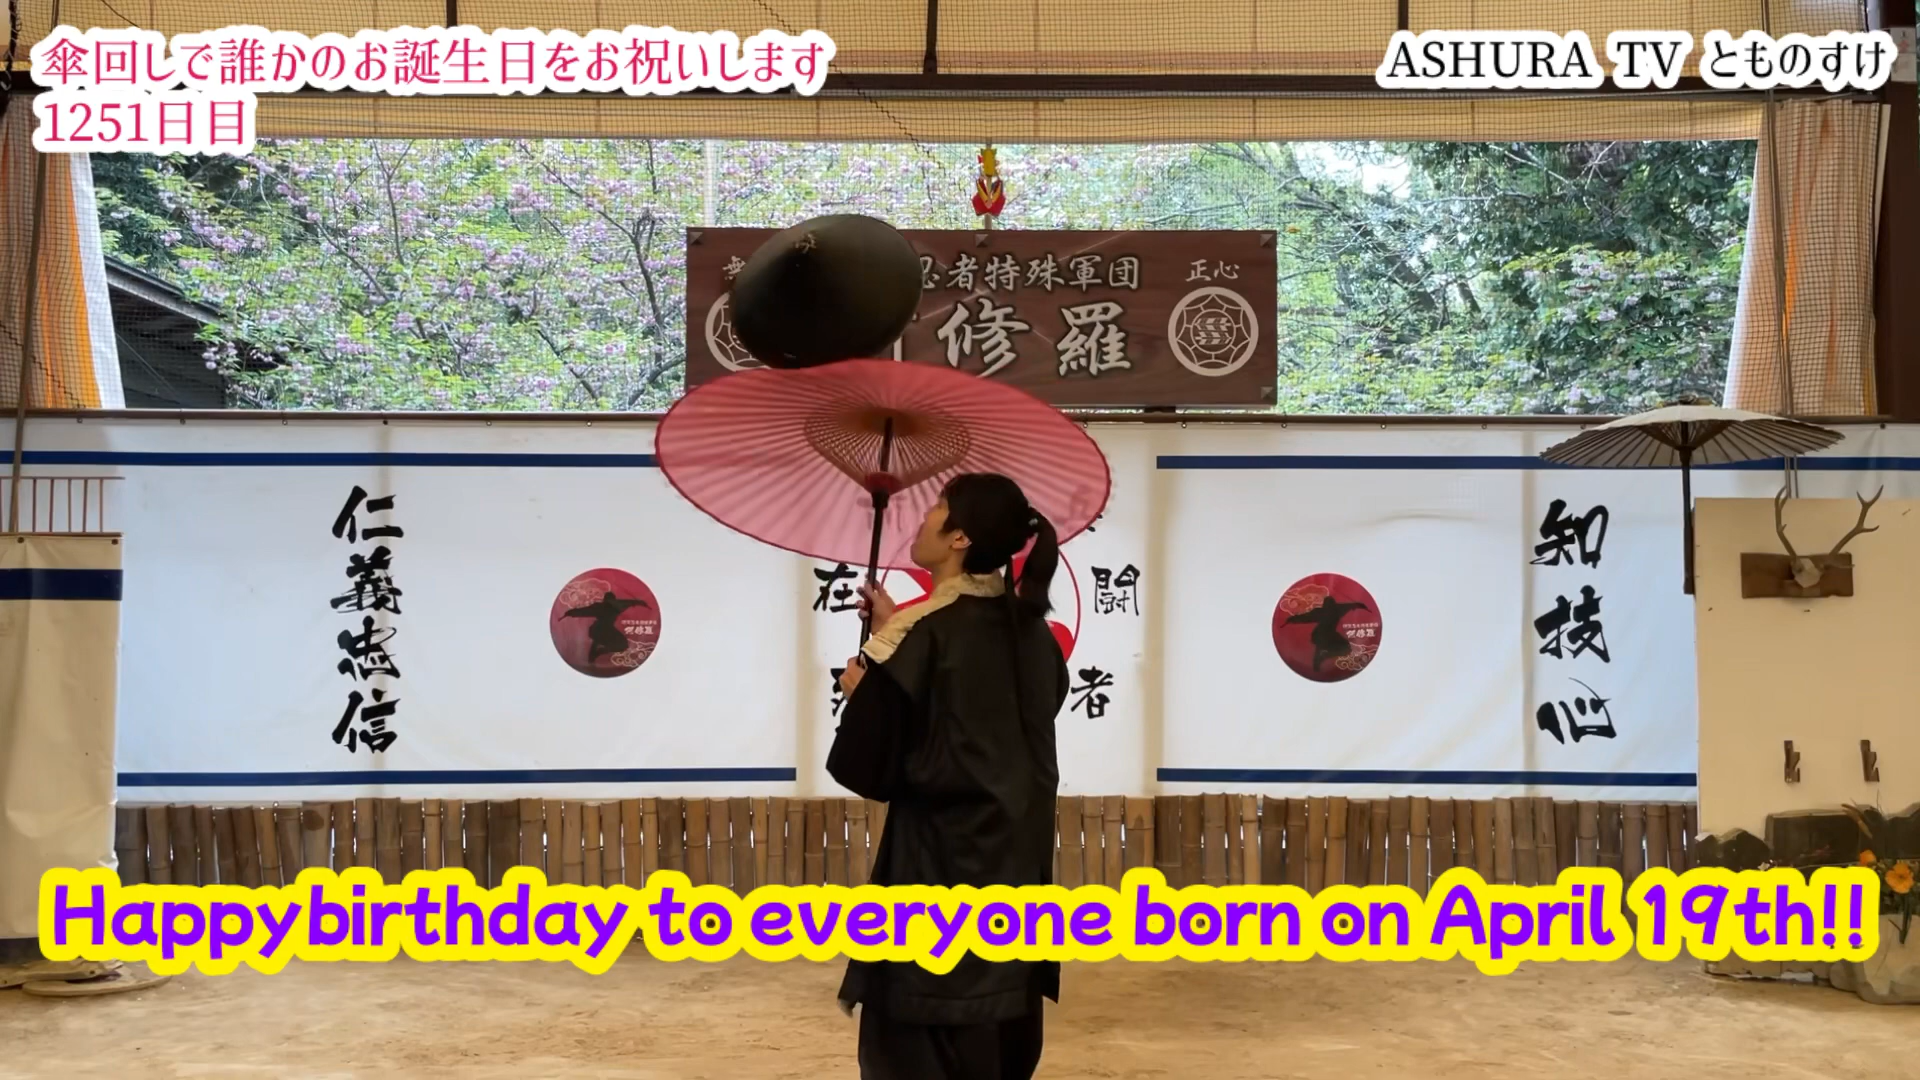 傘回しで誰かのお誕生日をお祝いします
1251日目
ASHURA TV とものすけ
忍者特殊軍団
正心
修羅
仁義忠信
在
闘
者
知技心
Happybirthday to everyone born on April 19th!!